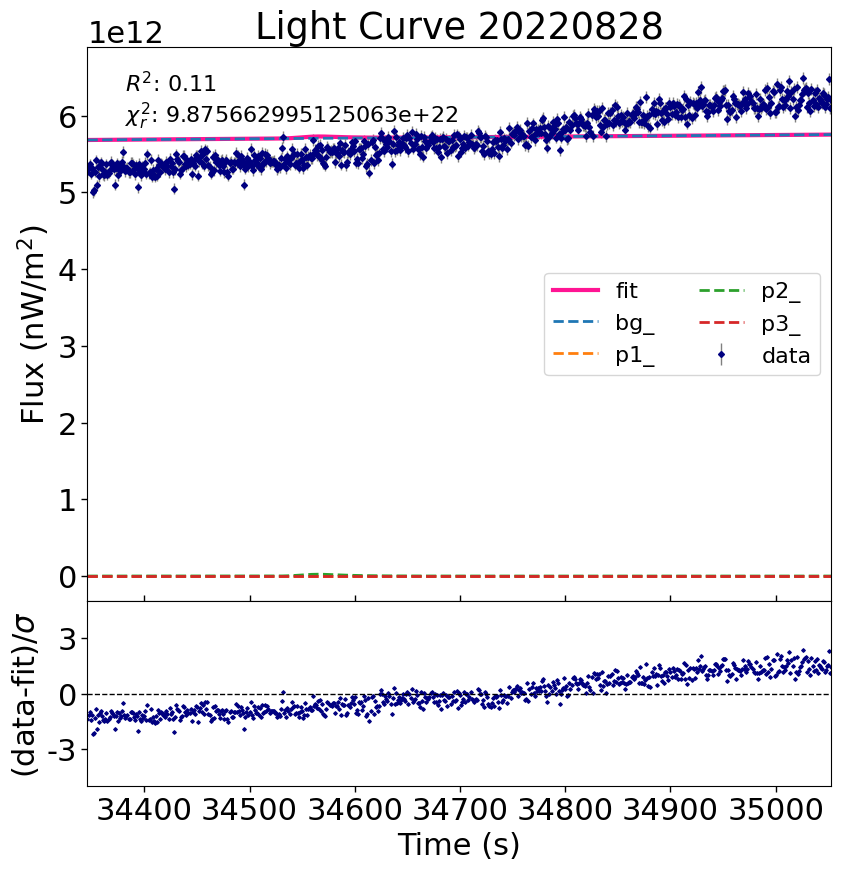 Light Curve 20220828
1e12
R²: 0.11
χ²ᵣ: 9.875662995125063e+22
6
5
4
3
2
1
0
Flux (nW/m²)
fit
bg_
p1_
p2_
p3_
data
3
0
-3
(data-fit)/σ
34400 34500 34600 34700 34800 34900 35000
Time (s)